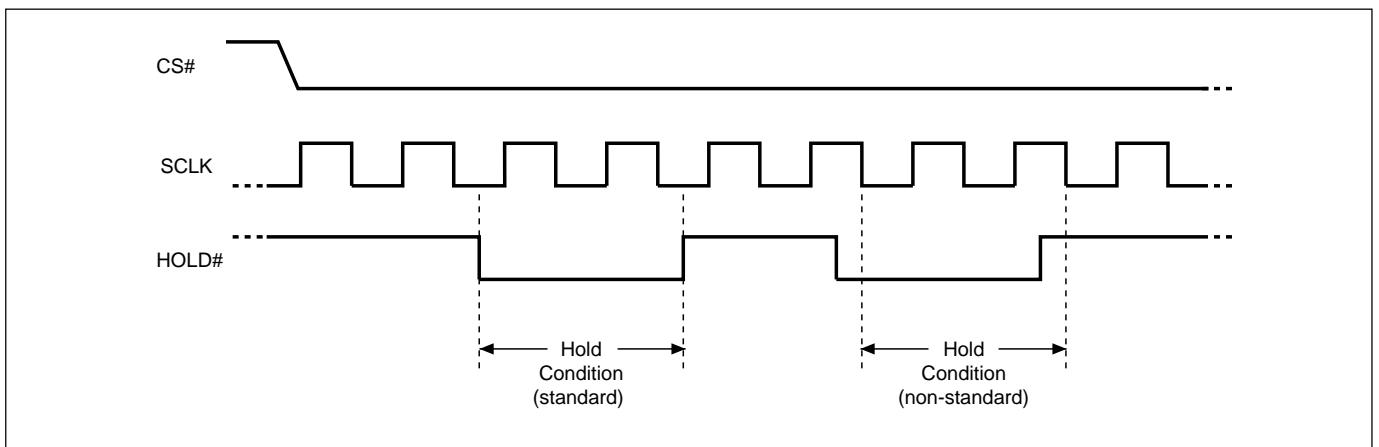 CS#
SCLK
HOLD#
Hold
Condition
(standard)
Hold
Condition
(non-standard)